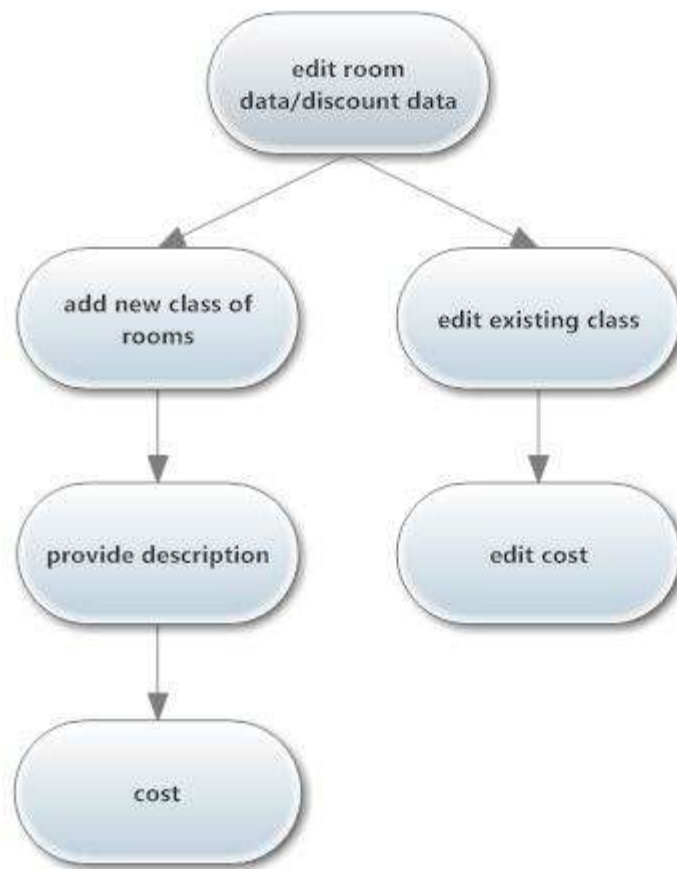 edit room
data/discount data
add new class of
rooms
edit existing class
provide description
edit cost
cost